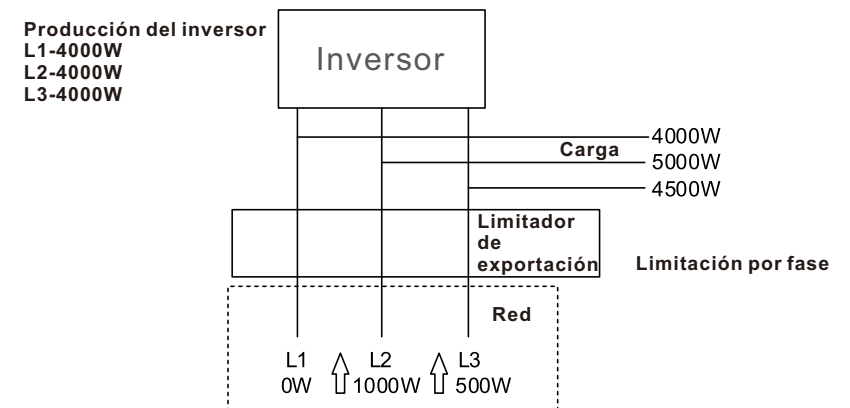 Producción del inversor
L1-4000W
L2-4000W
L3-4000W
Inversor
4000W
Carga
5000W
4500W
Limitador
de
exportación
Limitación por fase
Red
L1 L2 L3
0W 1000W 500W